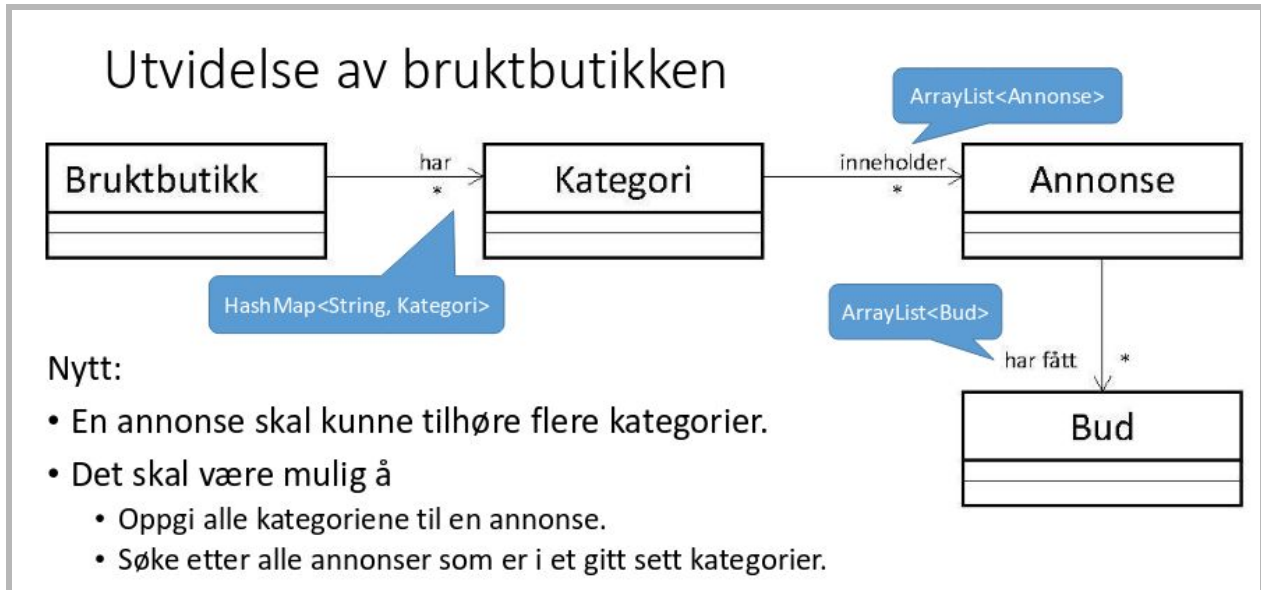 Utvidelse av bruktbutikken
ArrayList<Annonse>
Bruktbutikk
har
*
Kategori
inneholder
*
Annonse
HashMap<String, Kategori>
ArrayList<Bud>
har fått
*
Bud
Nytt:
• En annonse skal kunne tilhøre flere kategorier.
• Det skal være mulig å
• Oppgi alle kategoriene til en annonse.
• Søke etter alle annonser som er i et gitt sett kategorier.